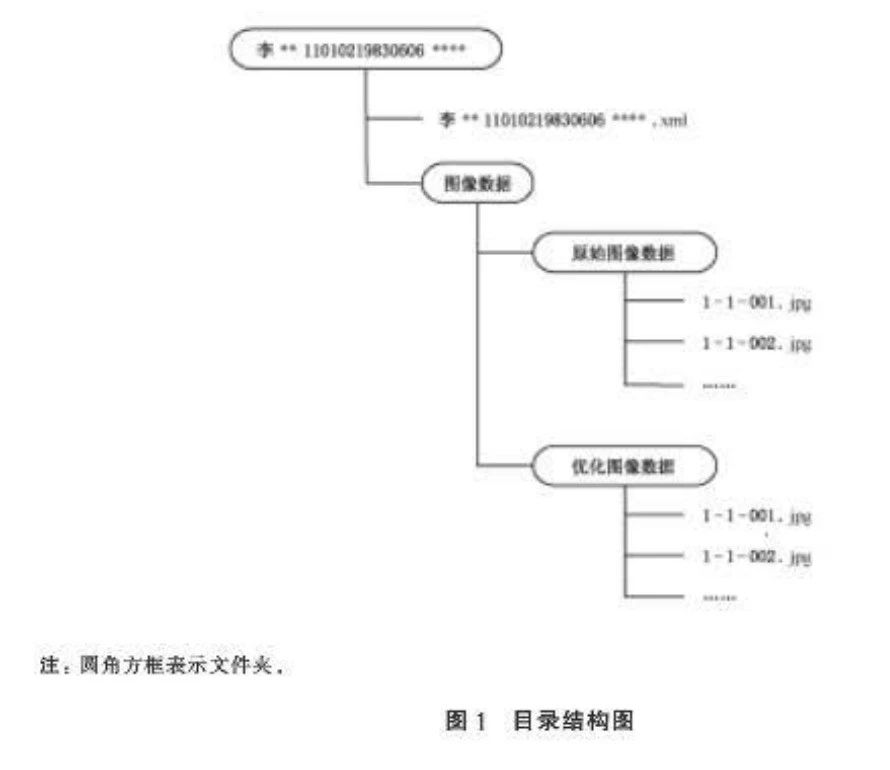 李 ** 11010219830606 ****
李 ** 11010219830606 **** . xml
图像数据
原始图像数据
1-1-001. jpg
1-1-002. jpg
……
优化图像数据
1-1-001. jpg
1-1-002. jpg
……
注：圆角方框表示文件夹。
图 1 目录结构图